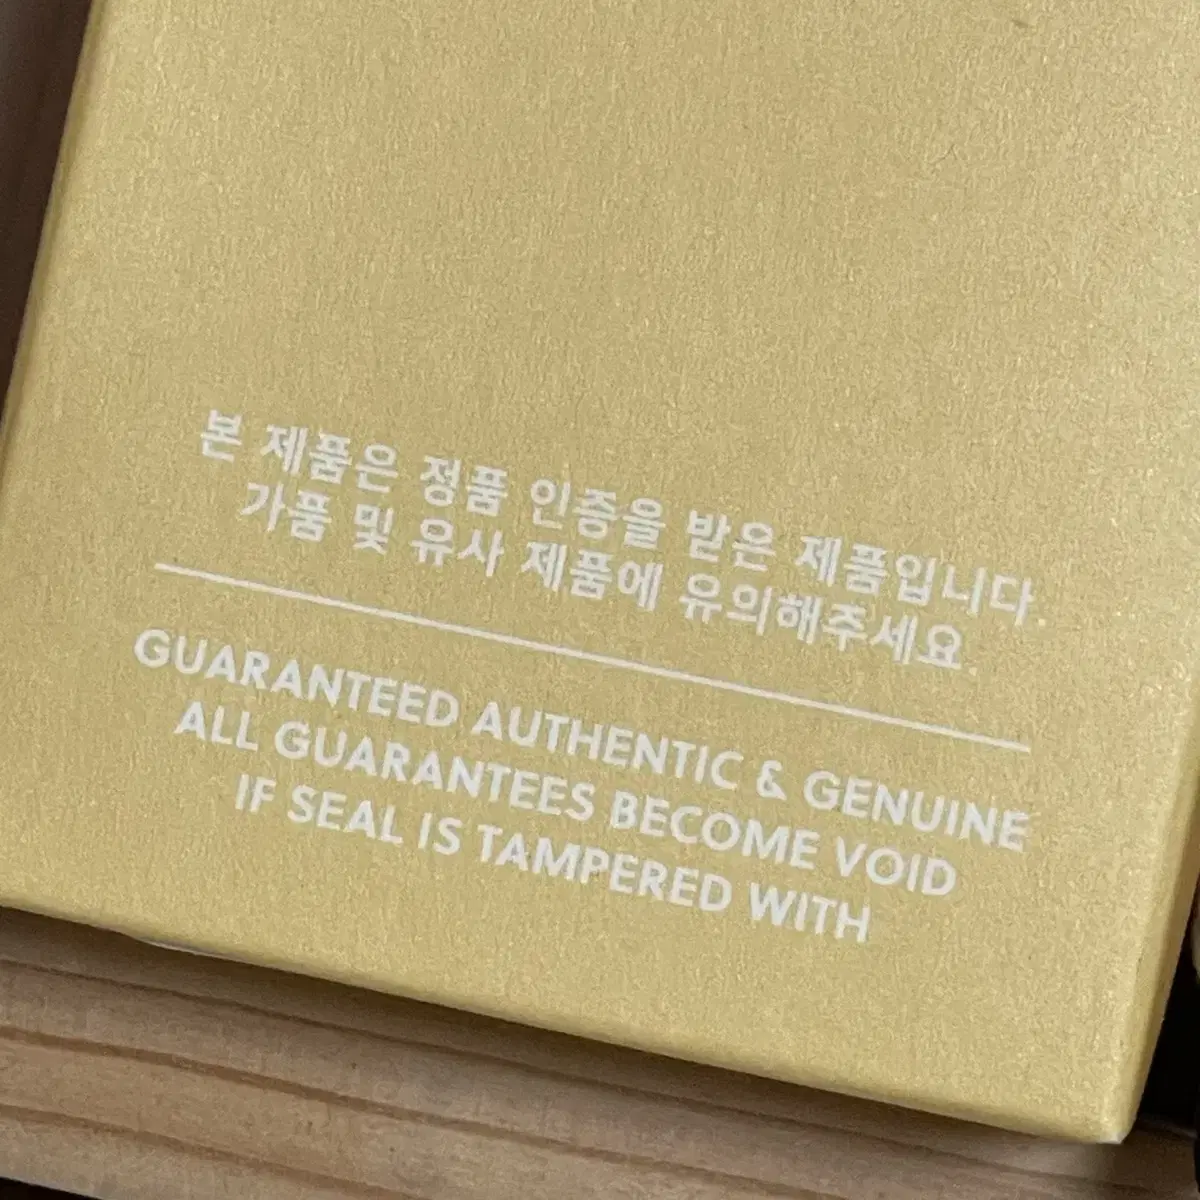 본 제품은 정품 인증을 받은 제품입니다
가품 및 유사 제품에 유의해주세요.
GUARANTEED AUTHENTIC & GENUINE
ALL GUARANTEES BECOME VOID
IF SEAL IS TAMPERED WITH